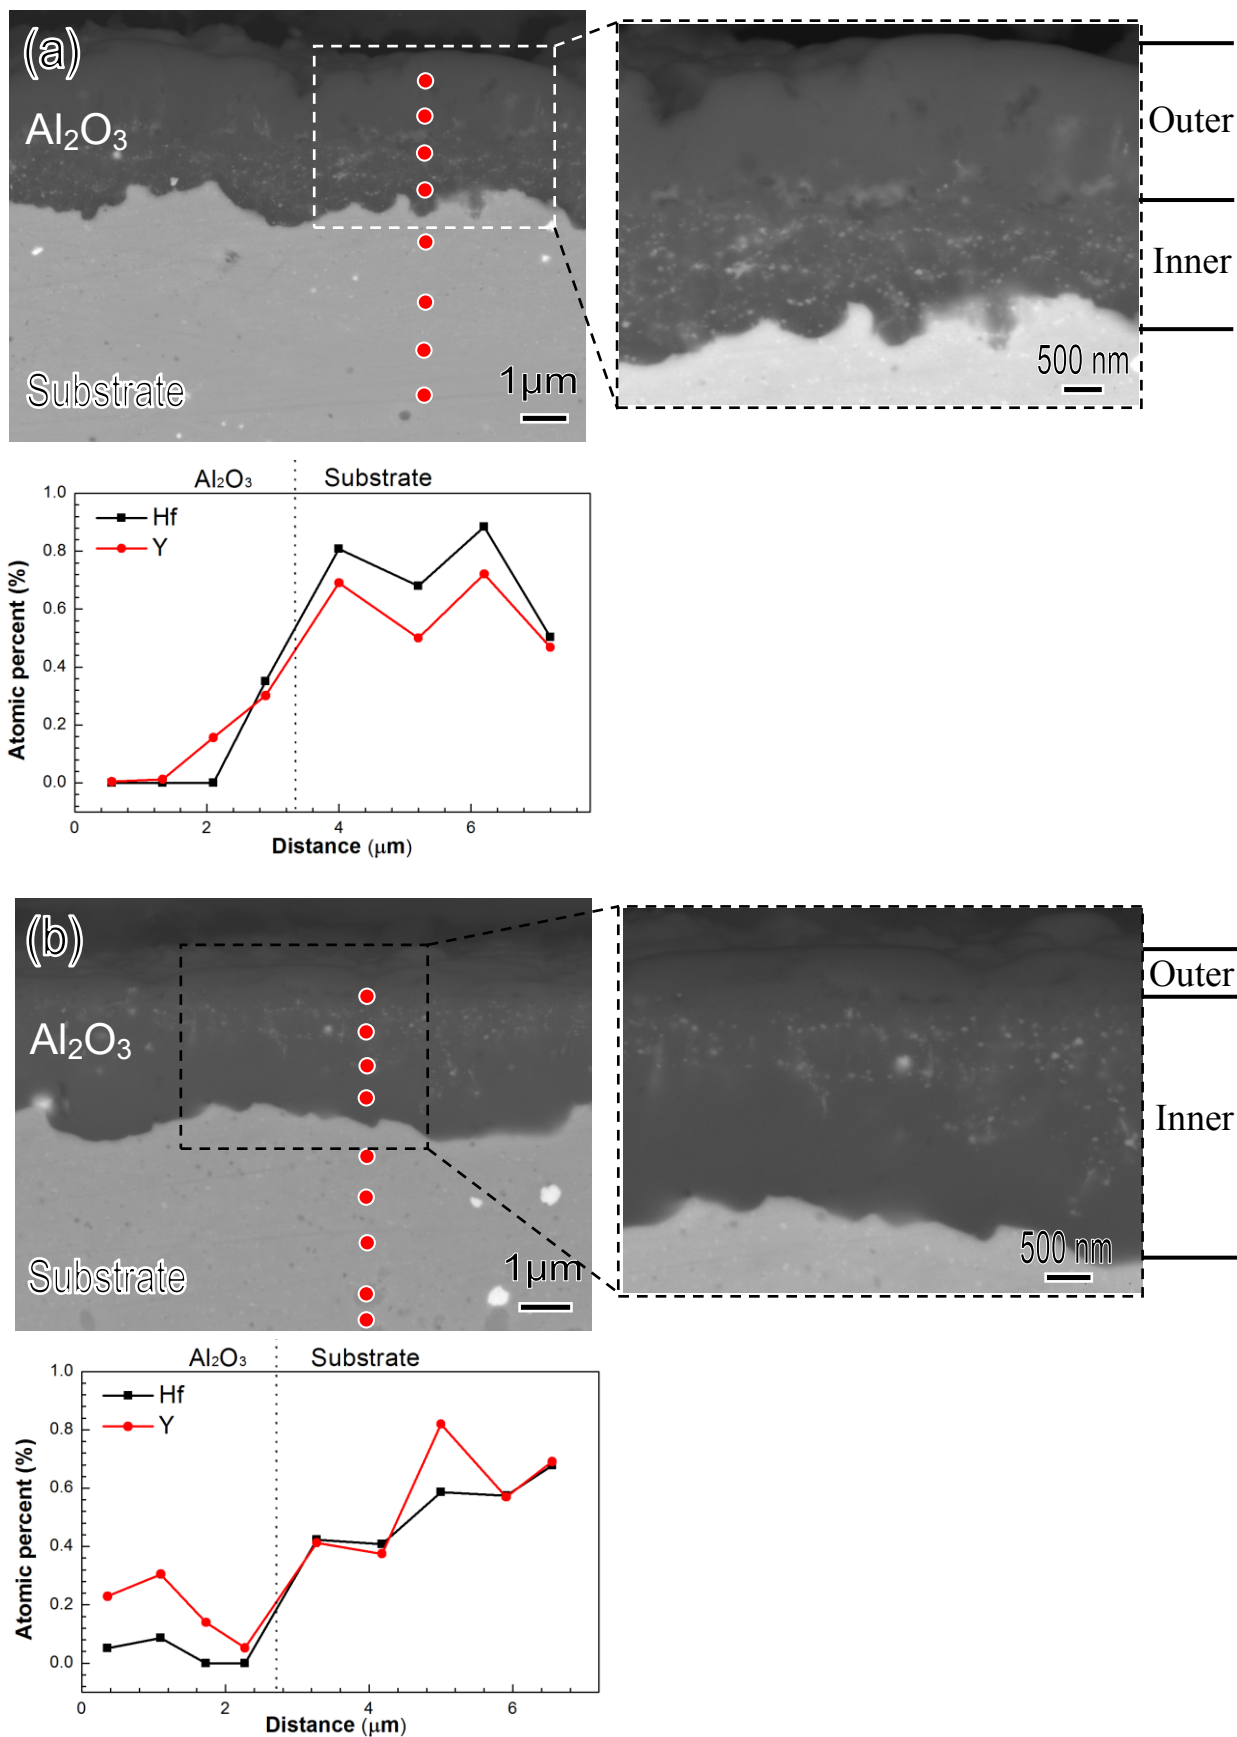 (a)
Al2O3
Substrate
1μm
Outer
Inner
500 nm
Al2O3
Substrate
1.0
0.8
0.6
0.4
0.2
0.0
Hf
Y
Atomic percent (%)
0
2
4
6
Distance (μm)
(b)
Al2O3
Substrate
1μm
Outer
Inner
500 nm
Al2O3
Substrate
1.0
0.8
0.6
0.4
0.2
0.0
Hf
Y
Atomic percent (%)
0
2
4
6
Distance (μm)